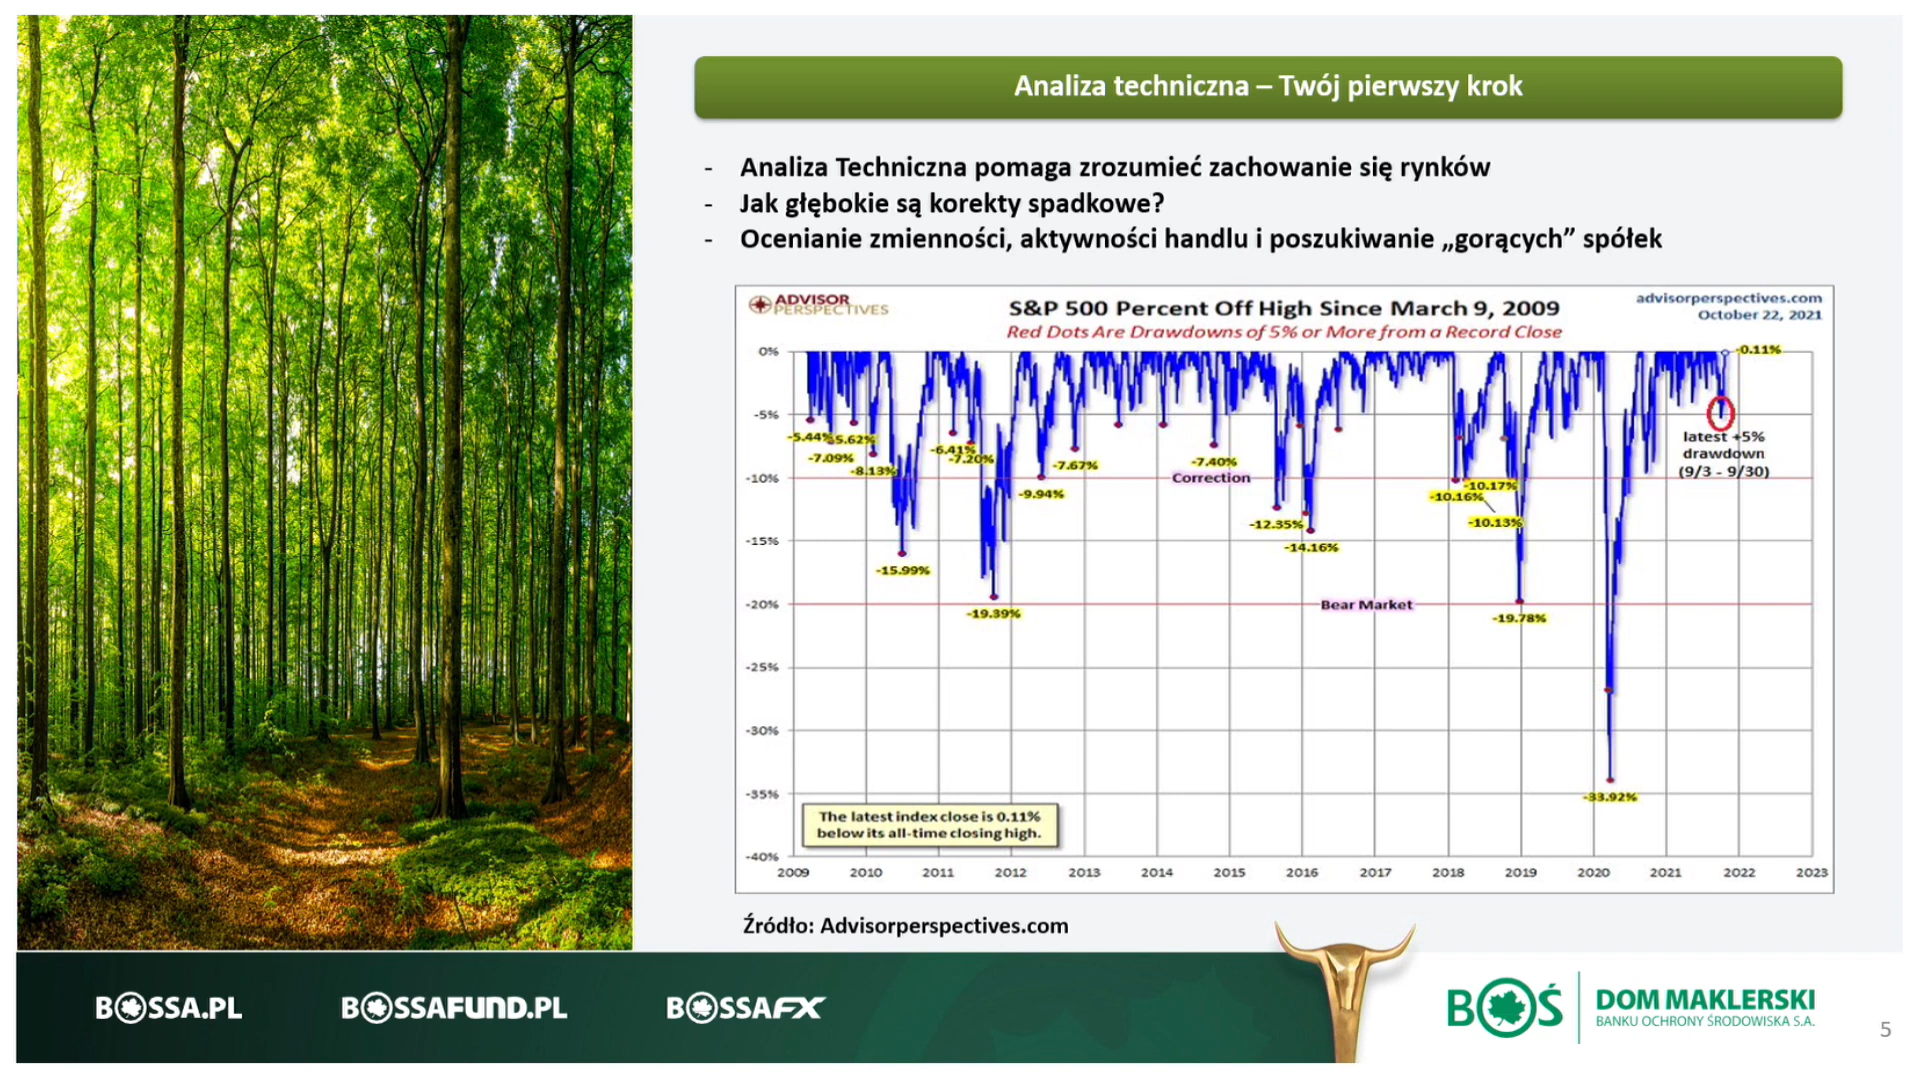 Analiza techniczna – Twój pierwszy krok
- Analiza Techniczna pomaga zrozumieć zachowanie się rynków
- Jak głębokie są korekty spadkowe?
- Ocenianie zmienności, aktywności handlu i poszukiwanie „gorących” spółek
ADVISOR
PERSPECTIVES
S&P 500 Percent Off High Since March 9, 2009
Red Dots Are Drawdowns of 5% or More from a Record Close
advisorperspectives.com
October 22, 2021
0%
-5%
-10%
-15%
-20%
-25%
-30%
-35%
-40%
-0.11%
-5.44%
-5.62%
-7.09%
-8.13%
-6.41%
-7.20%
-7.67%
-9.94%
-7.40%
Correction
-10.17%
-10.16%
-10.13%
-12.35%
-14.16%
-15.99%
-19.39%
Bear Market
-19.78%
-33.92%
latest +5%
drawdown
(9/3 - 9/30)
The latest index close is 0.11%
below its all-time closing high.
2009 2010 2011 2012 2013 2014 2015 2016 2017 2018 2019 2020 2021 2022 2023
Źródło: Advisorperspectives.com
BOSSA.PL
BOSSAFUND.PL
BOSSAFX
BOŚ
DOM MAKLERSKI
BANKU OCHRONY ŚRODOWISKA S.A.
5